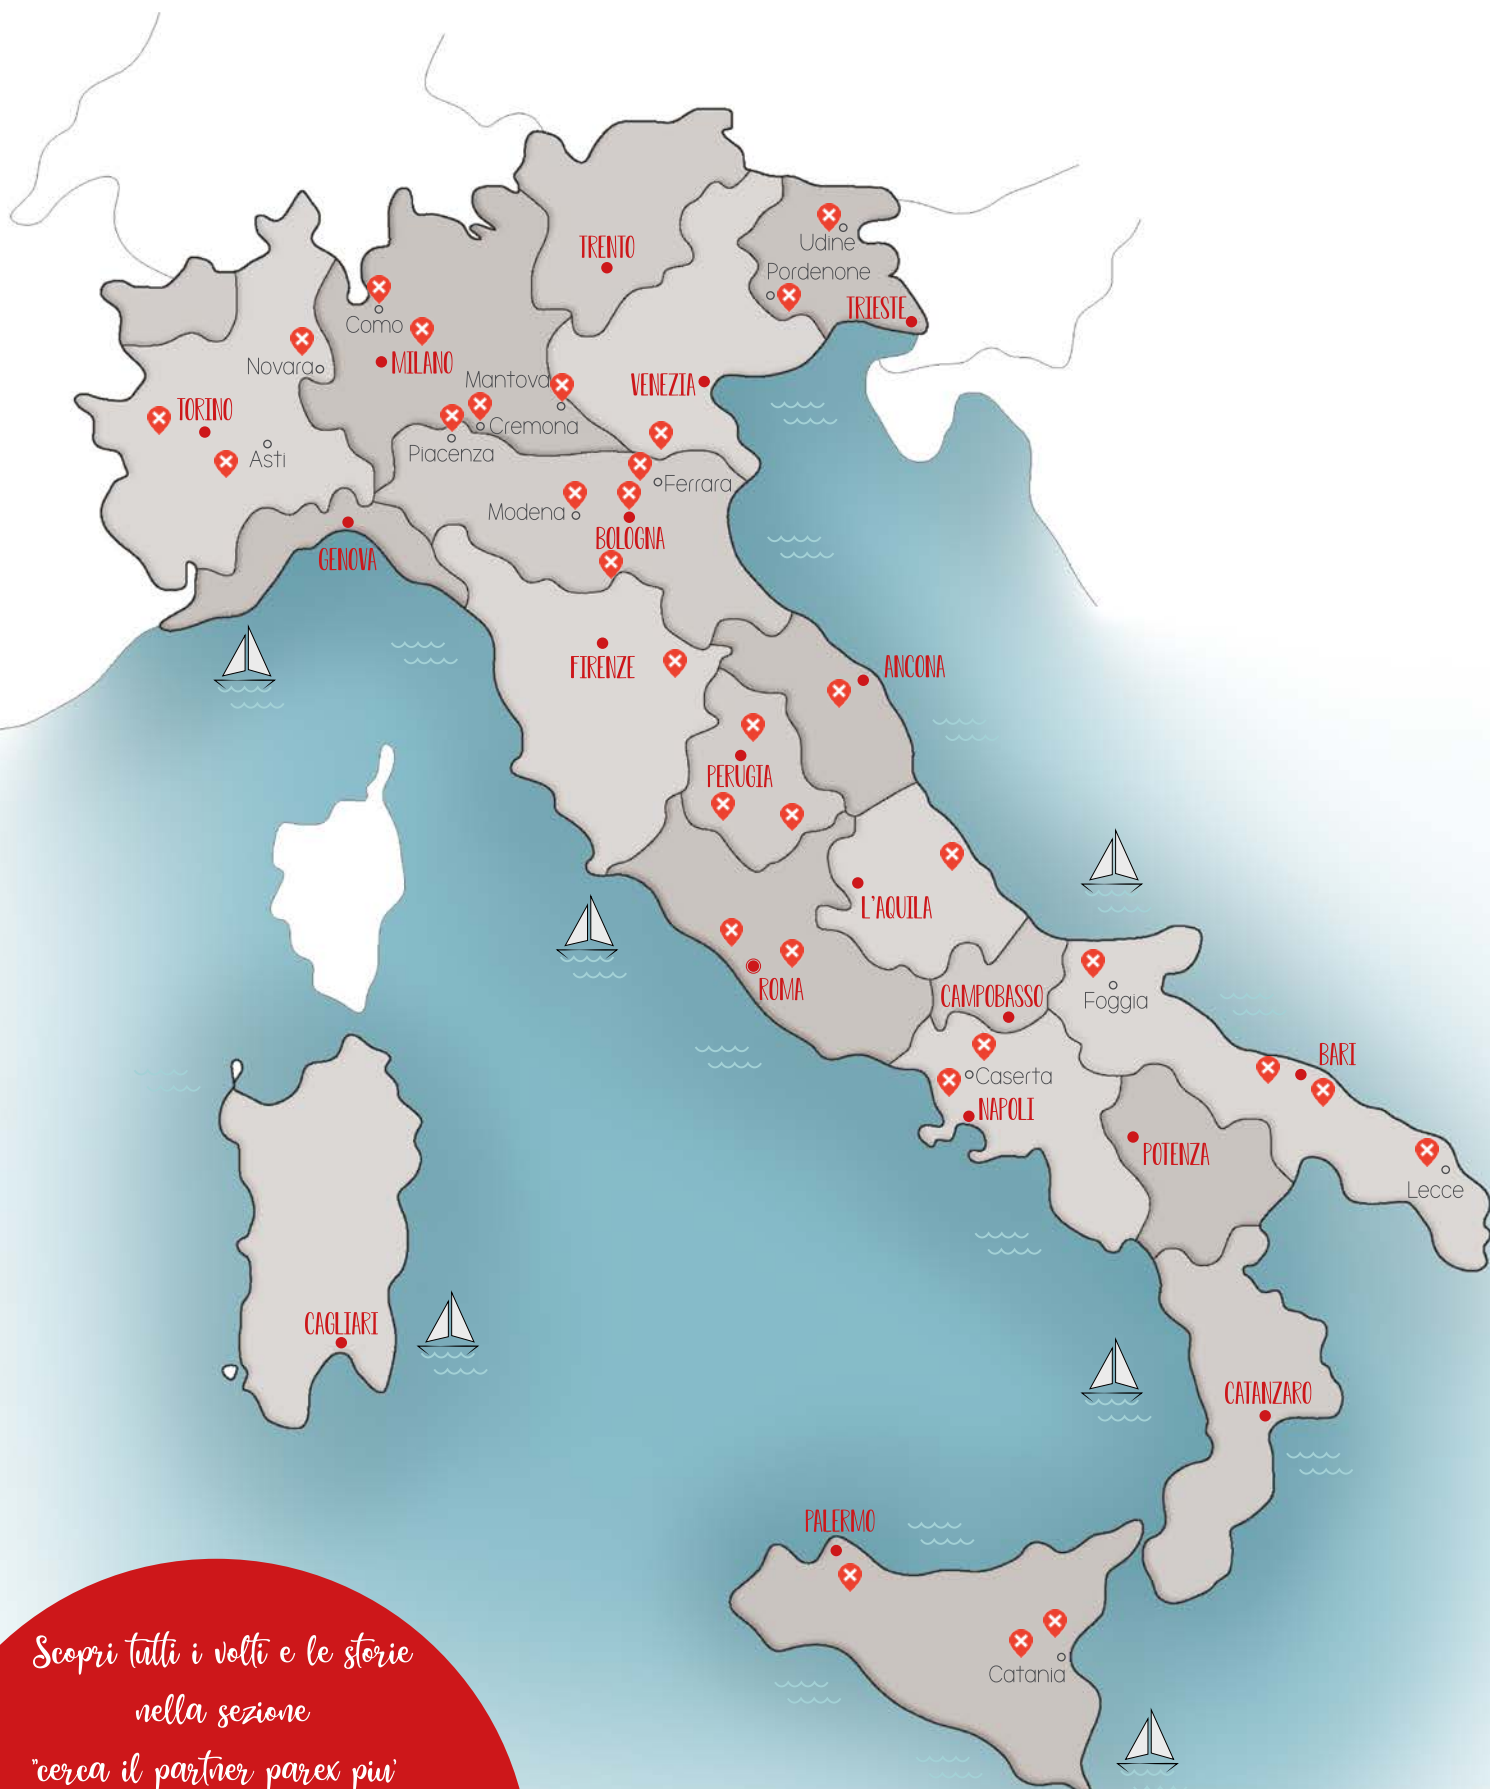 TRENTO
Udine
Pordenone
TRIESTE
Como
MILANO
Novara
Mantova
VENEZIA
TORINO
Cremona
Asti
Piacenza
Ferrara
Modena
BOLOGNA
GENOVA
FIRENZE
ANCONA
PERUGIA
L'AQUILA
ROMA
CAMPOBASSO
Foggia
BARI
Caserta
NAPOLI
POTENZA
Lecce
CAGLIARI
CATANZARO
PALERMO
Catania
Scopri tutti i volti e le storie
nella sezione
"cerca il partner parex piu'